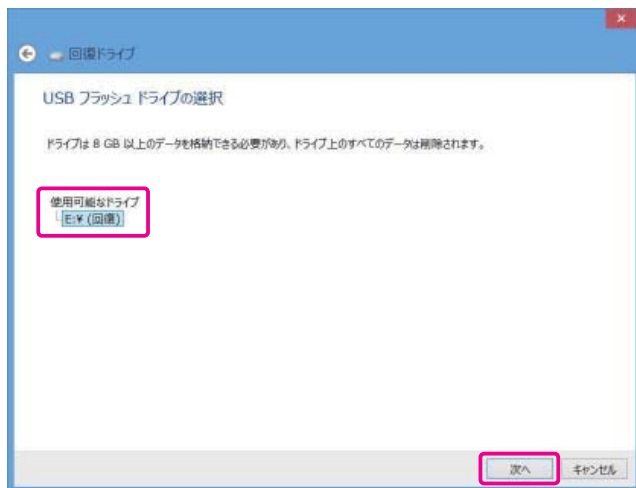 回復ドライブ
USB フラッシュ ドライブの選択
ドライブは 8 GB 以上のデータを格納できる必要があり、ドライブ上のすべてのデータは削除されます。
使用可能なドライブ
E:¥ (回復)
次へ
キャンセル